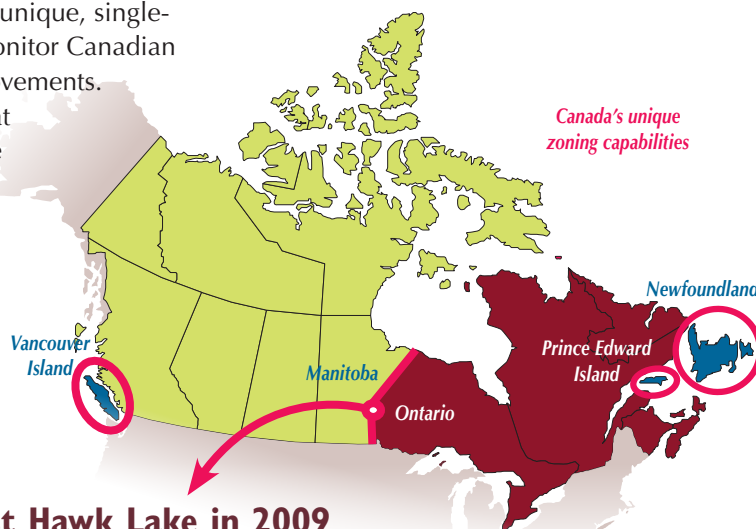 unique, single-
onitor Canadian
vements.
at
e
Canada's unique
zoning capabilities
Newfoundland
Vancouver
Island
Prince Edward
Island
Manitoba
Ontario
t Hawk Lake in 2009